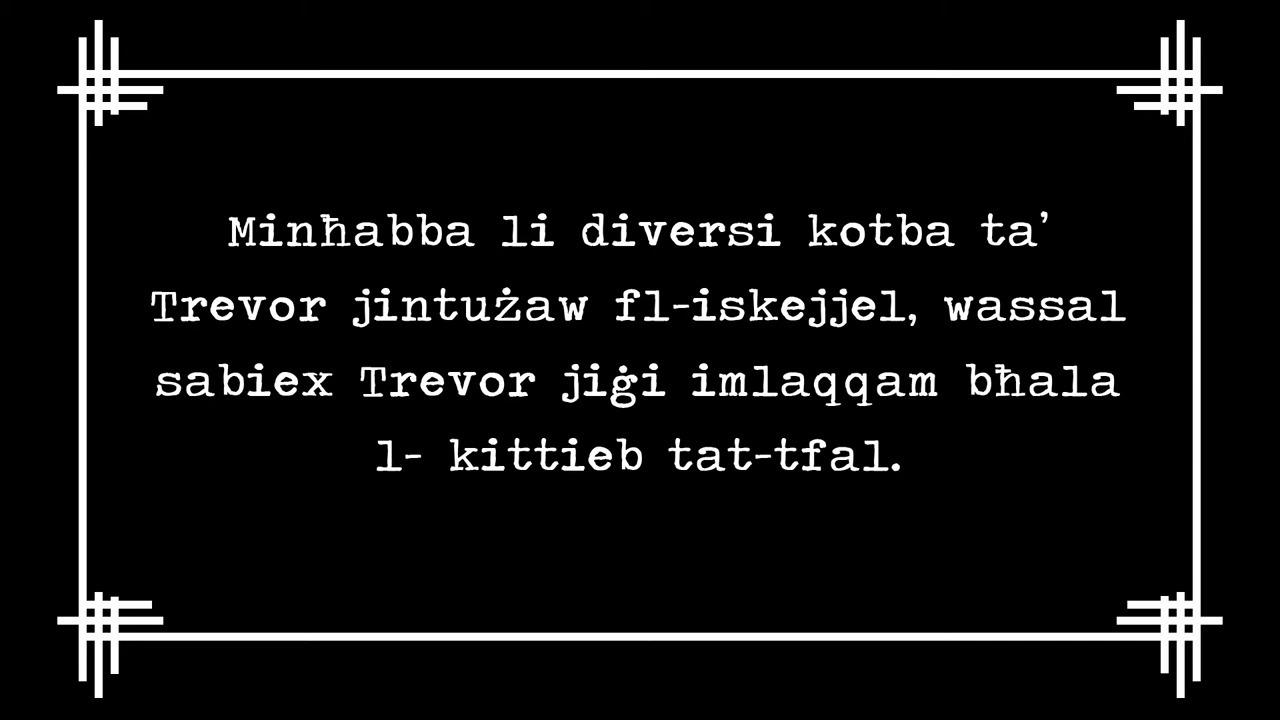 Minħabba li diversi kotba ta’
Trevor jintużaw fl-iskejjel, wassal
sabiex Trevor jiġi imlaqqam bħala
l- kittieb tat-tfal.